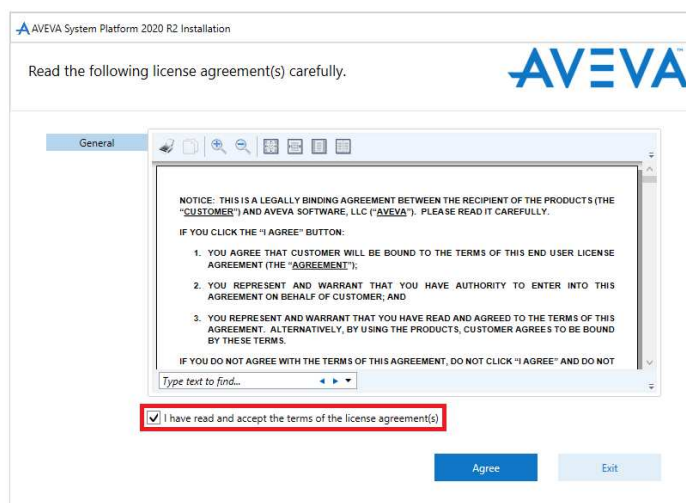 AVEVA System Platform 2020 R2 Installation
Read the following license agreement(s) carefully.
AVEVA
General
NOTICE: THIS IS A LEGALLY BINDING AGREEMENT BETWEEN THE RECIPIENT OF THE PRODUCTS (THE
“CUSTOMER”) AND AVEVA SOFTWARE, LLC (“AVEVA”). PLEASE READ IT CAREFULLY.
IF YOU CLICK THE “I AGREE” BUTTON:
1. YOU AGREE THAT CUSTOMER WILL BE BOUND TO THE TERMS OF THIS END USER LICENSE
AGREEMENT (THE “AGREEMENT”);
2. YOU REPRESENT AND WARRANT THAT YOU HAVE AUTHORITY TO ENTER INTO THIS
AGREEMENT ON BEHALF OF CUSTOMER; AND
3. YOU REPRESENT AND WARRANT THAT YOU HAVE READ AND AGREED TO THE TERMS OF THIS
AGREEMENT. ALTERNATIVELY, BY USING THE PRODUCTS, CUSTOMER AGREES TO BE BOUND
BY THESE TERMS.
IF YOU DO NOT AGREE WITH THE TERMS OF THIS AGREEMENT, DO NOT CLICK “I AGREE” AND DO NOT
Type text to find...
I have read and accept the terms of the license agreement(s)
Agree
Exit